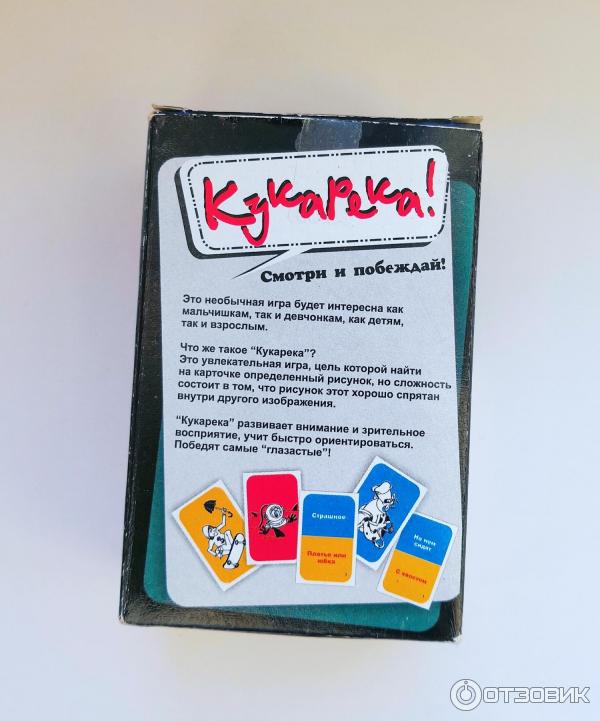 Кукарека!
Смотри и побеждай!
Это необычная игра будет интересна как
мальчишкам, так и девчонкам, как детям,
так и взрослым.
Что же такое "Кукарека"?
Это увлекательная игра, цель которой найти
на карточке определенный рисунок, но сложность
состоит в том, что рисунок этот хорошо спрятан
внутри другого изображения.
"Кукарека" развивает внимание и зрительное
восприятие, учит быстро ориентироваться.
Победят самые "глазастые"!
Страшное
Платье или
юбка
На нем
сидят
С хвостом
ОТЗОВИК